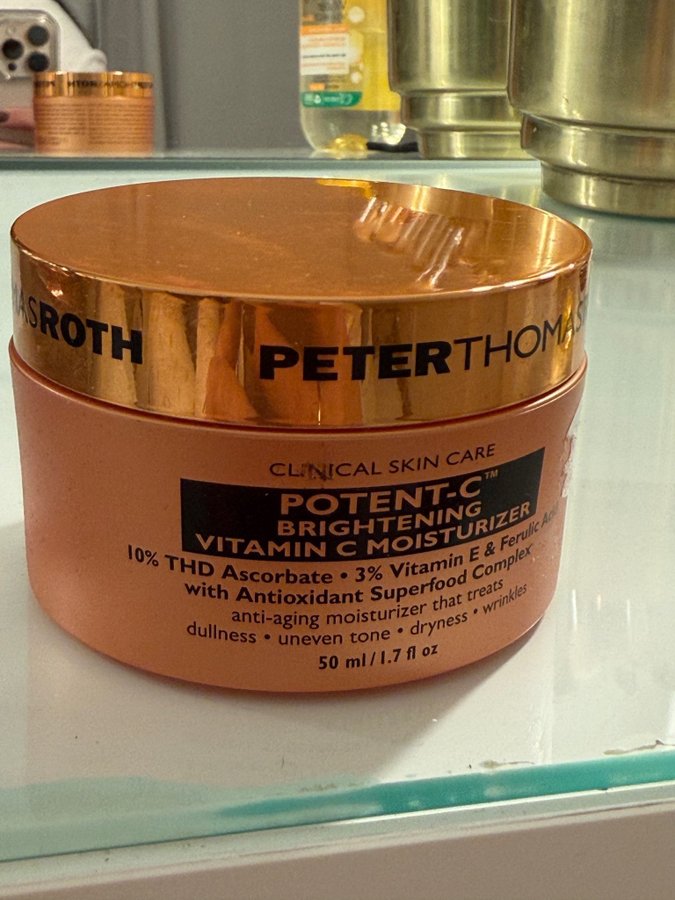 ROTH PETERTHOMAS
CLINICAL SKIN CARE
POTENT-C™
BRIGHTENING
VITAMIN C MOISTURIZER
10% THD Ascorbate • 3% Vitamin E & Ferulic Acid
with Antioxidant Superfood Complex
anti-aging moisturizer that treats
dullness • uneven tone • dryness • wrinkles
50 ml/1.7 fl oz